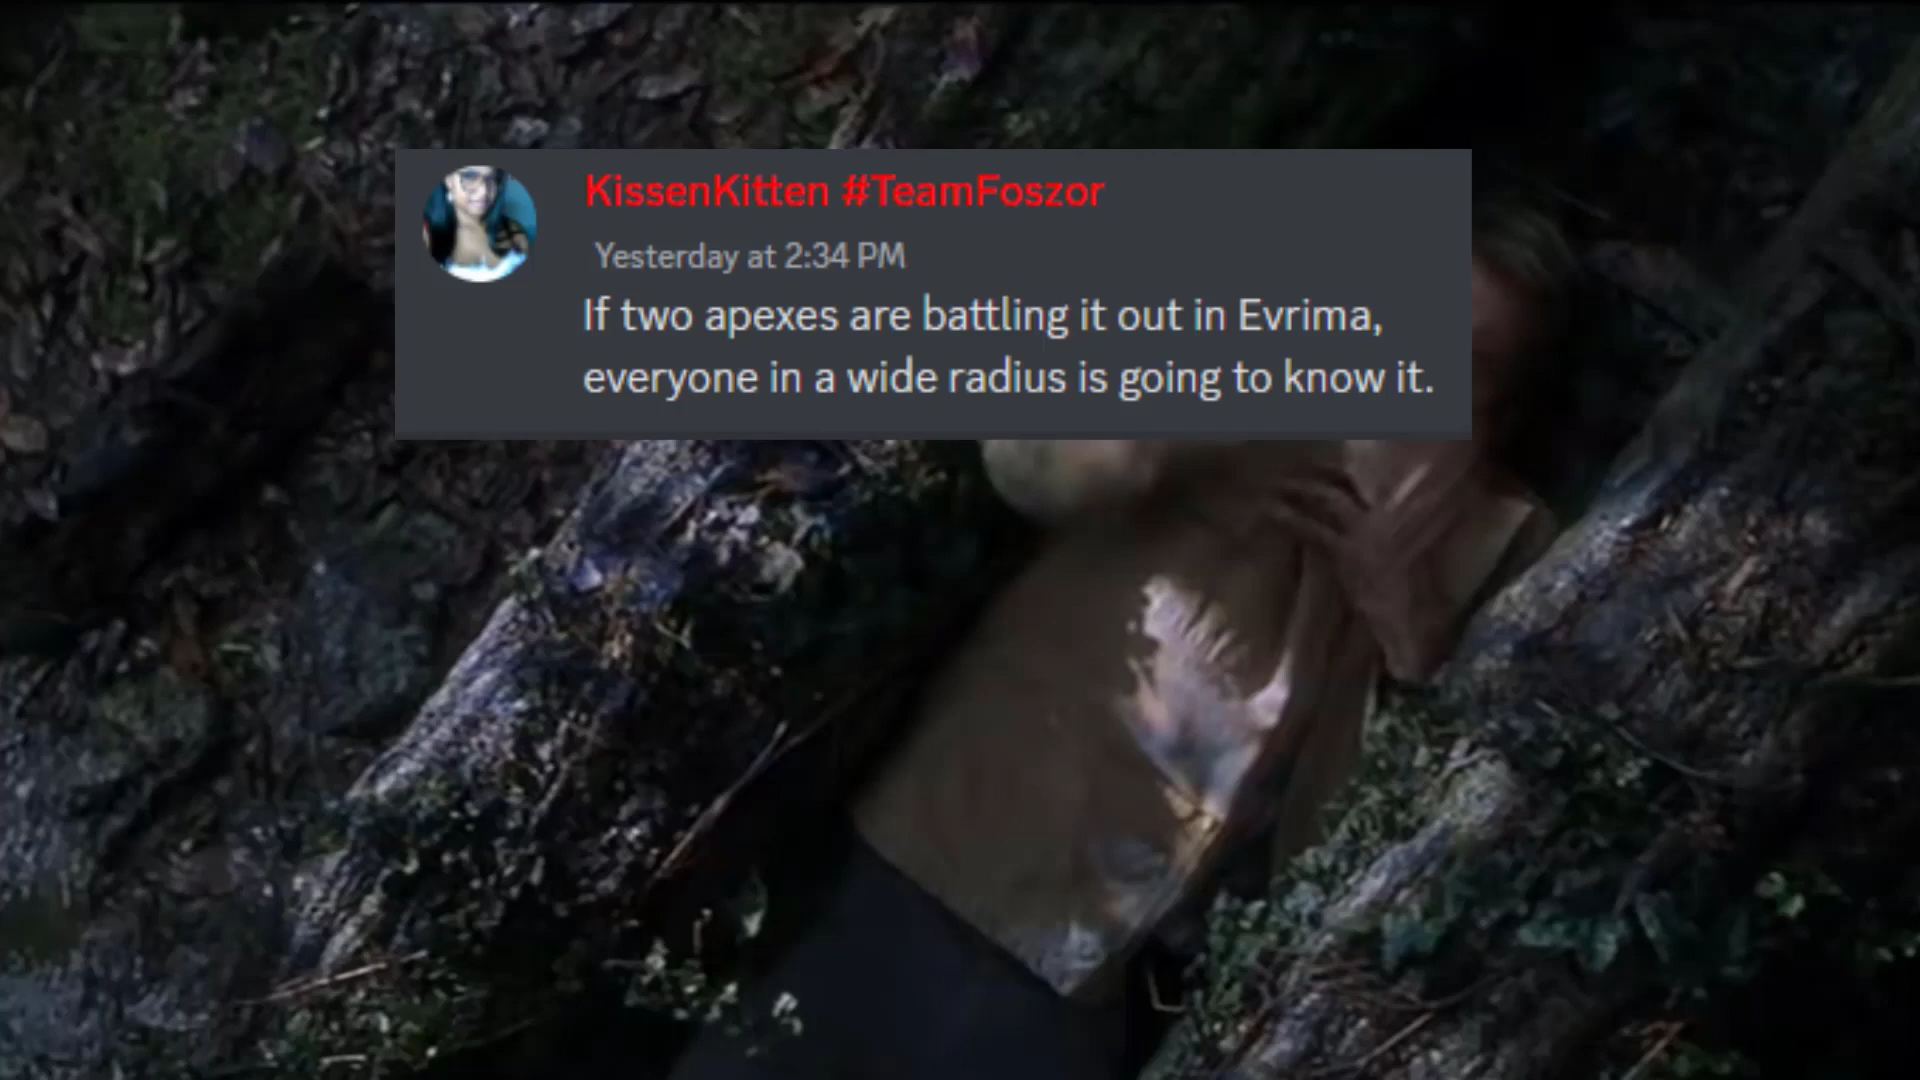 KissenKitten #TeamFoszor
Yesterday at 2:34 PM
If two apexes are battling it out in Evrima,
everyone in a wide radius is going to know it.